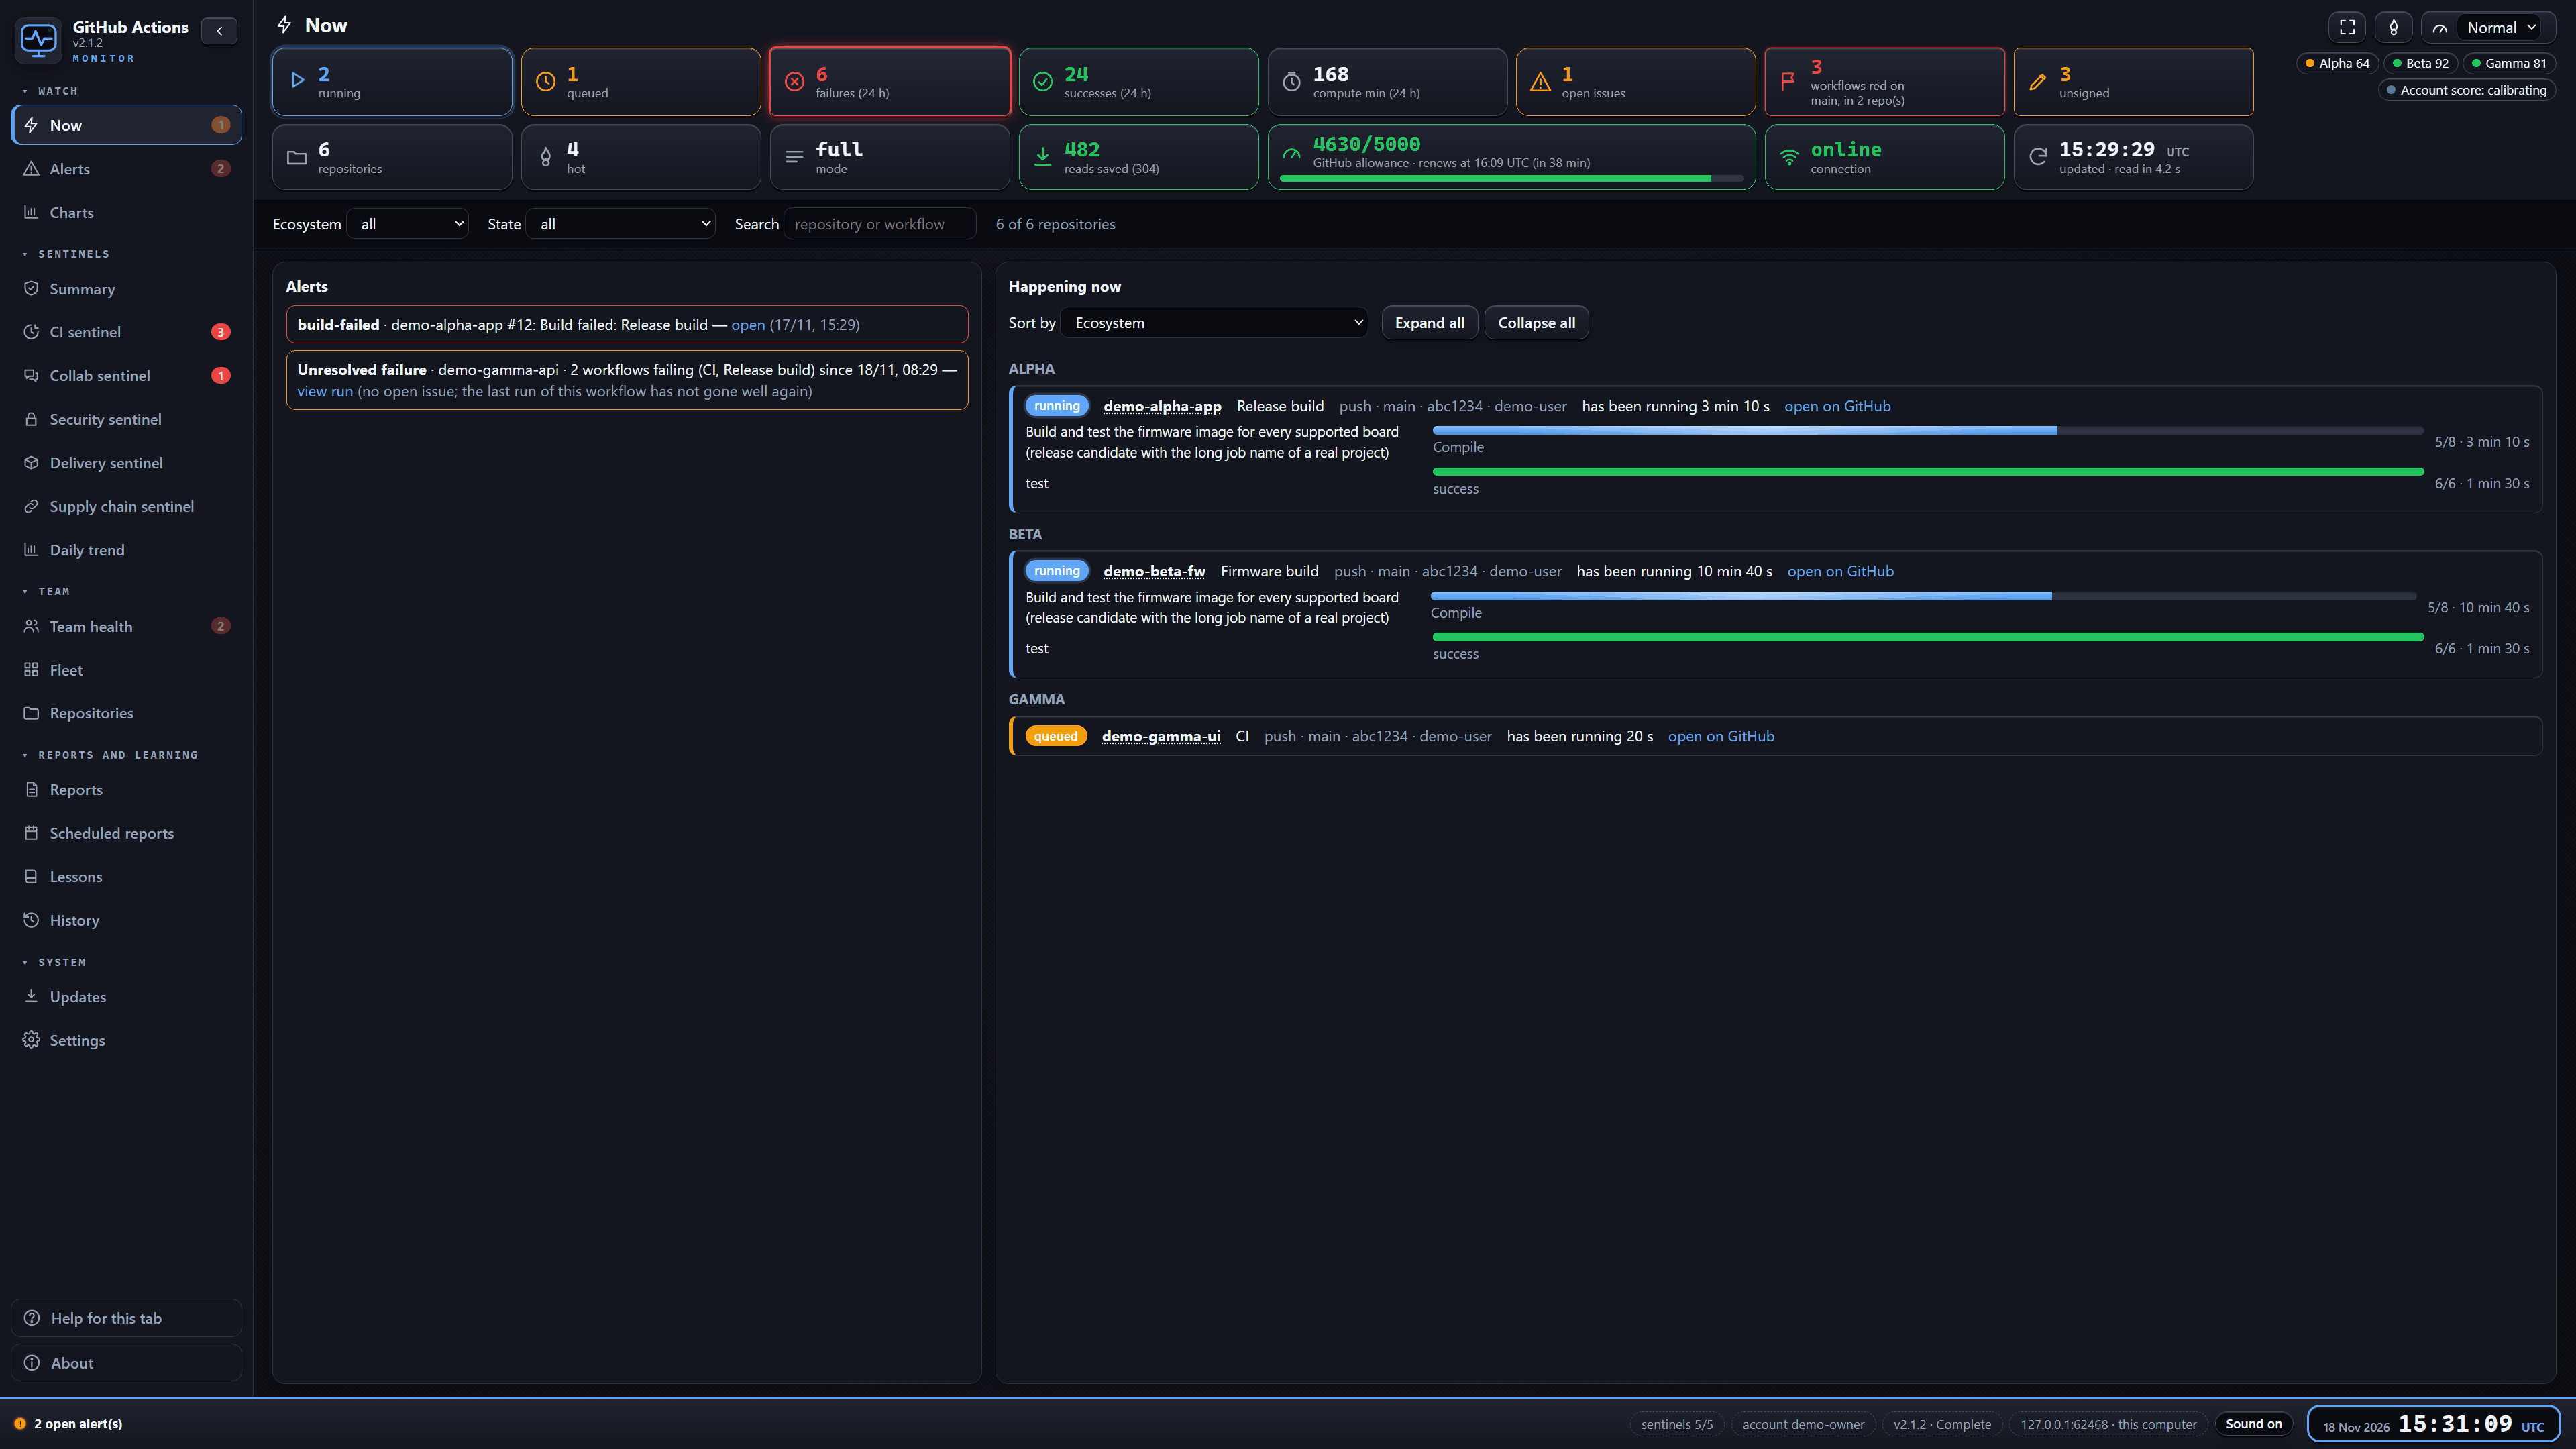 GitHub Actions
v2.1.2
MONITOR
WATCH
Now 1
Alerts 2
Charts
SENTINELS
Summary
CI sentinel 3
Collab sentinel 1
Security sentinel
Delivery sentinel
Supply chain sentinel
Daily trend
TEAM
Team health 2
Fleet
Repositories
REPORTS AND LEARNING
Reports
Scheduled reports
Lessons
History
SYSTEM
Updates
Settings
Help for this tab
About
Now
2
running
1
queued
6
failures (24 h)
24
successes (24 h)
168
compute min (24 h)
1
open issues
3
workflows red on
main, in 2 repo(s)
3
unsigned
6
repositories
4
hot
full
mode
482
reads saved (304)
4630/5000
GitHub allowance · renews at 16:09 UTC (in 38 min)
online
connection
15:29:29 UTC
updated · read in 4.2 s
Normal
Alpha 64
Beta 92
Gamma 81
Account score: calibrating
Ecosystem all
State all
Search repository or workflow
6 of 6 repositories
Alerts
build-failed · demo-alpha-app #12: Build failed: Release build — open (17/11, 15:29)
Unresolved failure · demo-gamma-api · 2 workflows failing (CI, Release build) since 18/11, 08:29 —
view run (no open issue; the last run of this workflow has not gone well again)
Happening now
Sort by Ecosystem
Expand all
Collapse all
ALPHA
running demo-alpha-app Release build push · main · abc1234 · demo-user has been running 3 min 10 s open on GitHub
Build and test the firmware image for every supported board
(release candidate with the long job name of a real project)
Compile
5/8 · 3 min 10 s
test
success
6/6 · 1 min 30 s
BETA
running demo-beta-fw Firmware build push · main · abc1234 · demo-user has been running 10 min 40 s open on GitHub
Build and test the firmware image for every supported board
(release candidate with the long job name of a real project)
Compile
5/8 · 10 min 40 s
test
success
6/6 · 1 min 30 s
GAMMA
queued demo-gamma-ui CI push · main · abc1234 · demo-user has been running 20 s open on GitHub
2 open alert(s)
sentinels 5/5
account demo-owner
v2.1.2 · Complete
127.0.0.1:62468 · this computer
Sound on
18 Nov 2026 15:31:09 UTC